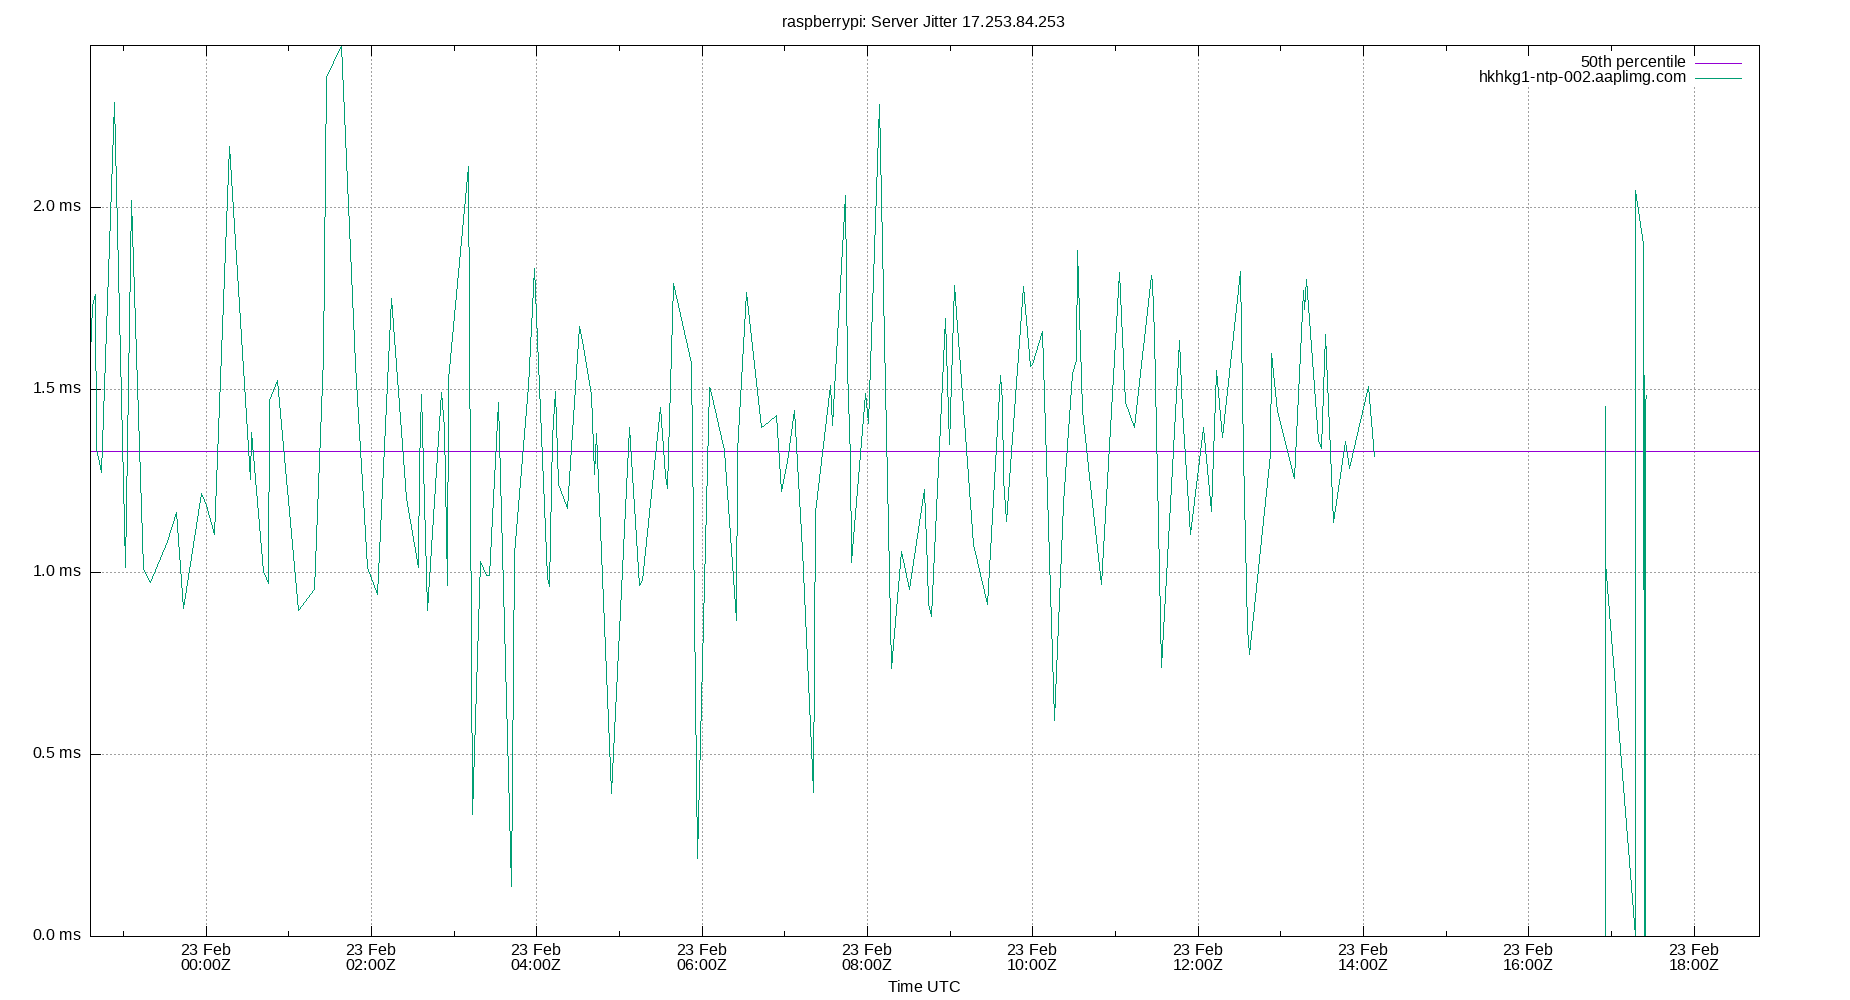 raspberrypi: Server Jitter 17.253.84.253
50th percentile
hkhkg1-ntp-002.aaplimg.com
2.0 ms
1.5 ms
1.0 ms
0.5 ms
0.0 ms
23 Feb 23 Feb 23 Feb 23 Feb 23 Feb 23 Feb 23 Feb 23 Feb 23 Feb 23 Feb
00:00Z 02:00Z 04:00Z 06:00Z 08:00Z 10:00Z 12:00Z 14:00Z 16:00Z 18:00Z
Time UTC